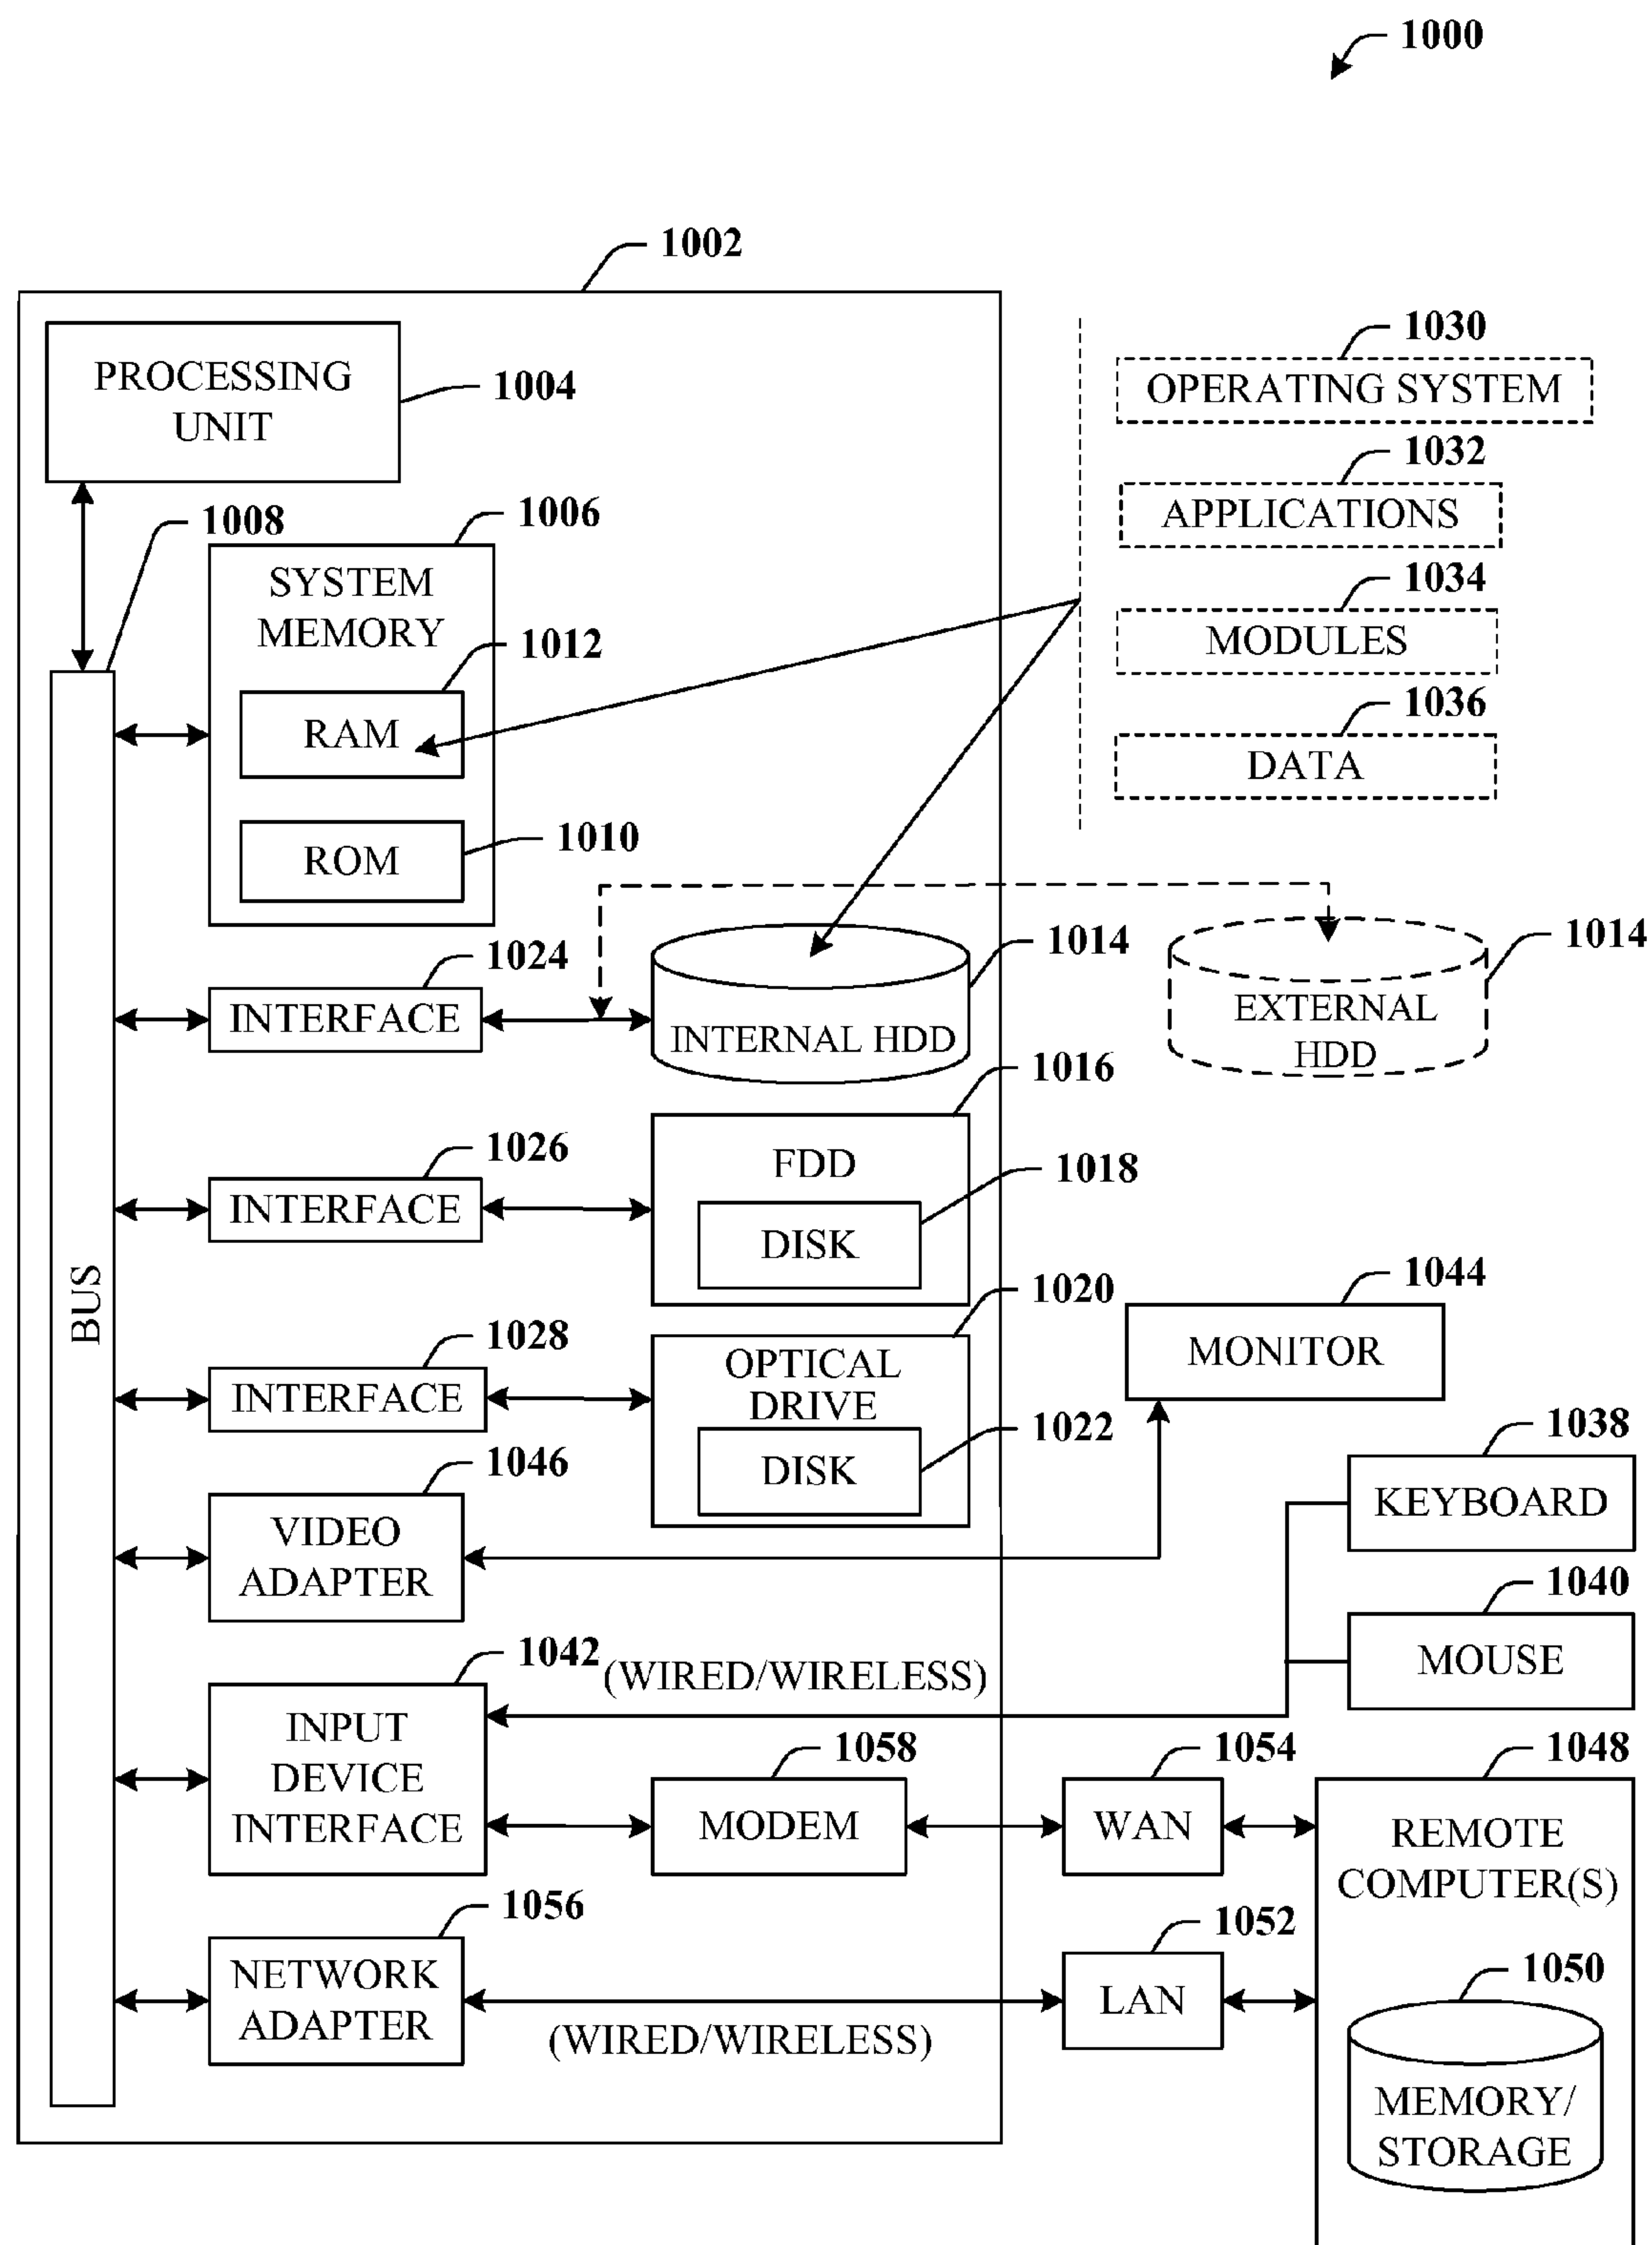 1000
1002
PROCESSING
UNIT
1004
1030
OPERATING SYSTEM
1032
APPLICATIONS
1034
MODULES
1036
DATA
1008
1006
SYSTEM
MEMORY
1012
RAM
1010
ROM
BUS
1024
INTERFACE
1014
INTERNAL HDD
1014
EXTERNAL
HDD
1026
INTERFACE
1016
FDD
1018
DISK
1028
INTERFACE
1020
OPTICAL
DRIVE
1022
DISK
1044
MONITOR
1046
VIDEO
ADAPTER
1038
KEYBOARD
1040
MOUSE
1042
(WIRED/WIRELESS)
INPUT
DEVICE
INTERFACE
1058
MODEM
1054
WAN
1048
REMOTE
COMPUTER(S)
1056
NETWORK
ADAPTER
(WIRED/WIRELESS)
1052
LAN
1050
MEMORY/
STORAGE